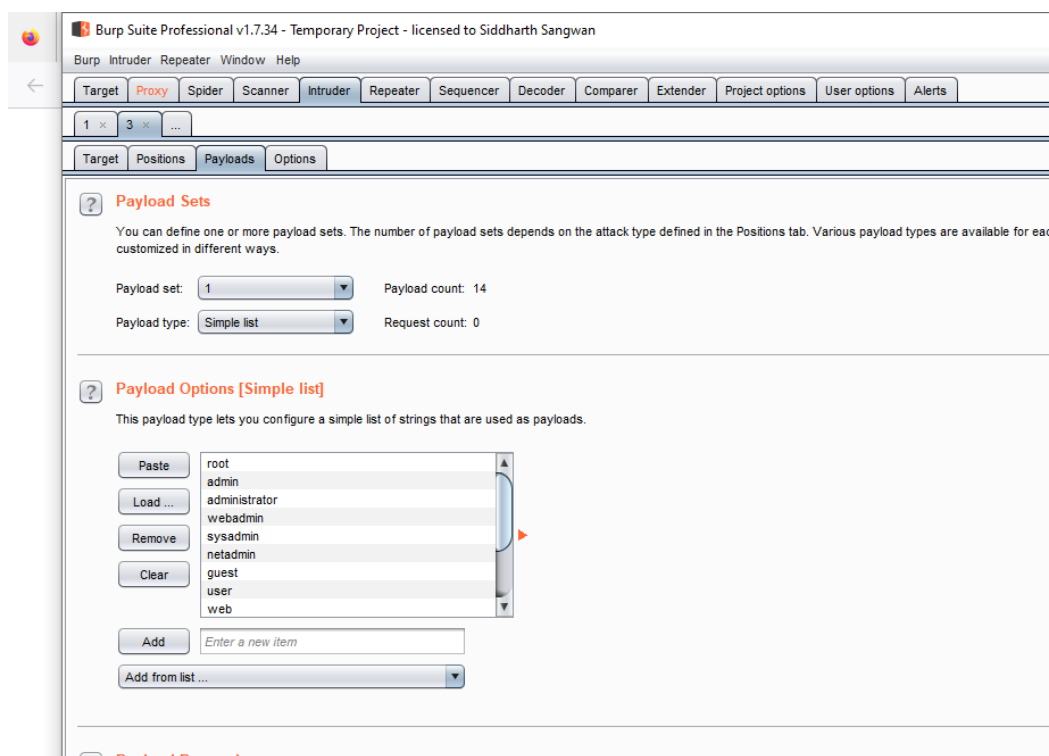 Burp Suite Professional v1.7.34 - Temporary Project - licensed to Siddharth Sangwan
Burp Intruder Repeater Window Help
Target Proxy Spider Scanner Intruder Repeater Sequencer Decoder Comparer Extender Project options User options Alerts
1 × 3 × ...
Target Positions Payloads Options
? Payload Sets
You can define one or more payload sets. The number of payload sets depends on the attack type defined in the Positions tab. Various payload types are available for eac
customized in different ways.
Payload set: 1 Payload count: 14
Payload type: Simple list Request count: 0
? Payload Options [Simple list]
This payload type lets you configure a simple list of strings that are used as payloads.
Paste
Load ...
Remove
Clear
root
admin
administrator
webadmin
sysadmin
netadmin
guest
user
web
Add Enter a new item
Add from list ...